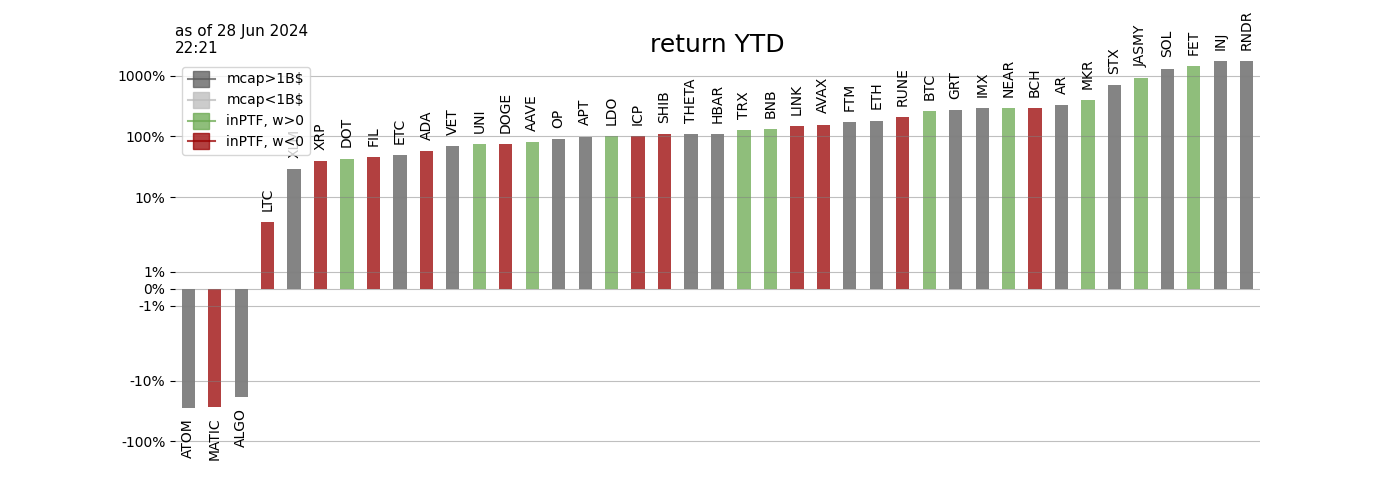 as of 28 Jun 2024
22:21
return YTD
mcap>1B$
mcap<1B$
inPTF, w>0
inPTF, w<0
1000%
100%
10%
1%
0%
-1%
-10%
-100%
ATOM
MATIC
ALGO
LTC
XRP
DOT
FIL
ETC
ADA
VET
UNI
DOGE
AAVE
OP
APT
LDO
ICP
SHIB
THETA
HBAR
TRX
BNB
LINK
AVAX
FTM
ETH
RUNE
BTC
GRT
IMX
NEAR
BCH
AR
MKR
STX
JASMY
SOL
FET
INJ
RNDR